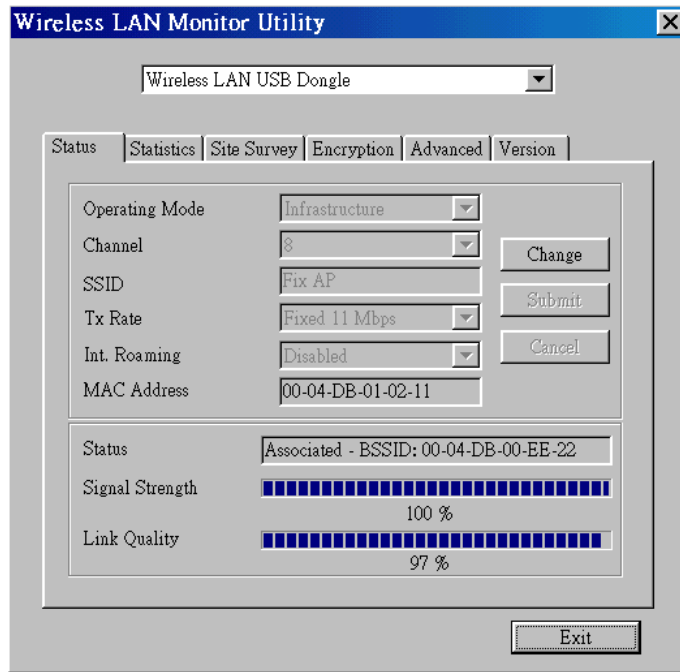 Wireless LAN Monitor Utility
Wireless LAN USB Dongle
Status Statistics Site Survey Encryption Advanced Version
Operating Mode Infrastructure
Channel 8
Change
SSID Fix AP
Submit
Tx Rate Fixed 11 Mbps
Cancel
Int. Roaming Disabled
MAC Address 00-04-DB-01-02-11
Status Associated - BSSID: 00-04-DB-00-EE-22
Signal Strength
100 %
Link Quality
97 %
Exit